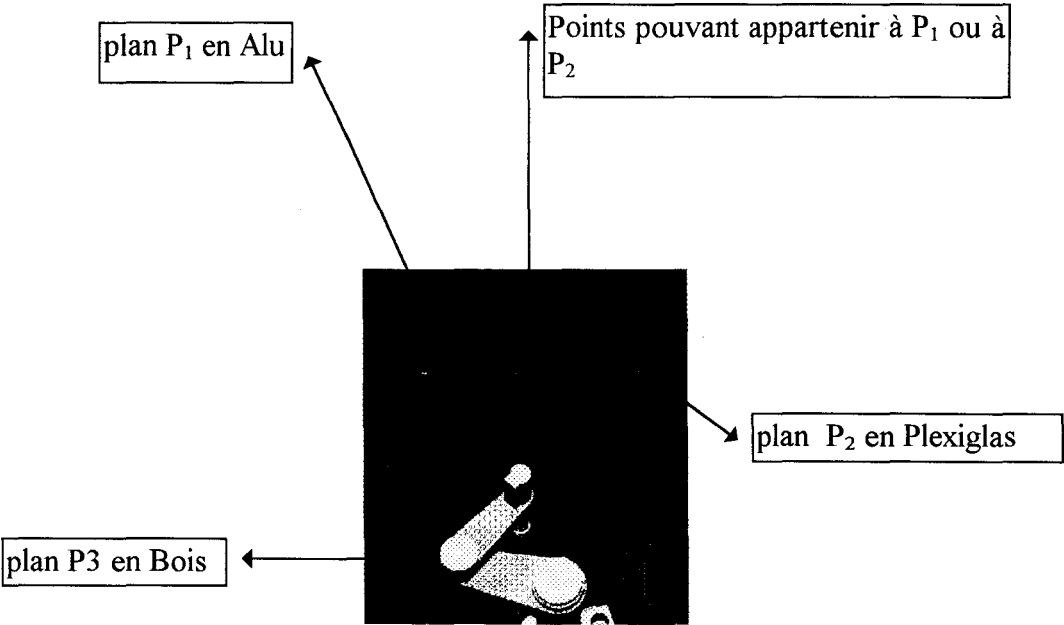 plan P₁ en Alu
Points pouvant appartenir à P₁ ou à
P₂
plan P₂ en Plexiglas
plan P3 en Bois